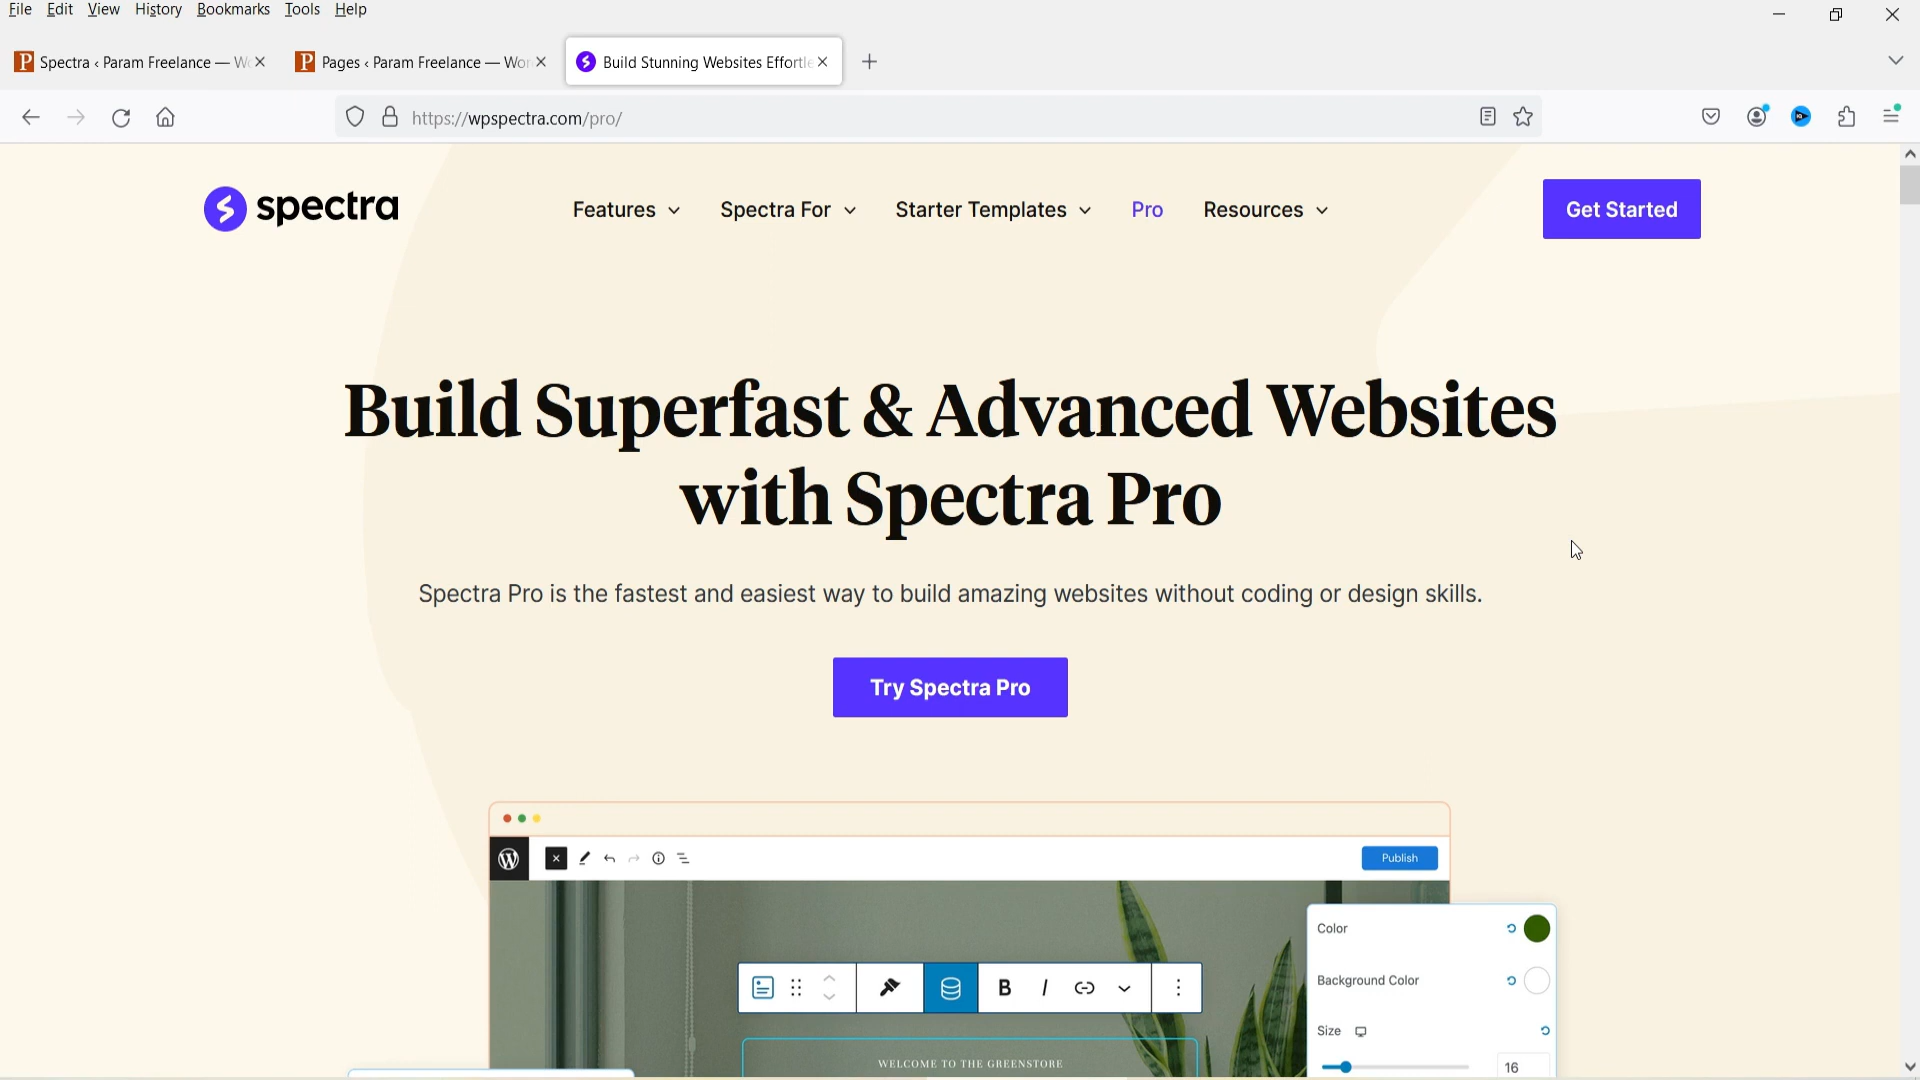 File Edit View History Bookmarks Tools Help
Spectra ‹ Param Freelance — Wo
Pages ‹ Param Freelance — Wor
Build Stunning Websites Effortle
https://wpspectra.com/pro/
spectra
Features
Spectra For
Starter Templates
Pro
Resources
Get Started
Build Superfast & Advanced Websites
with Spectra Pro
Spectra Pro is the fastest and easiest way to build amazing websites without coding or design skills.
Try Spectra Pro
Publish
Color
Background Color
B I
Size
WELCOME TO THE GREENSTORE
16